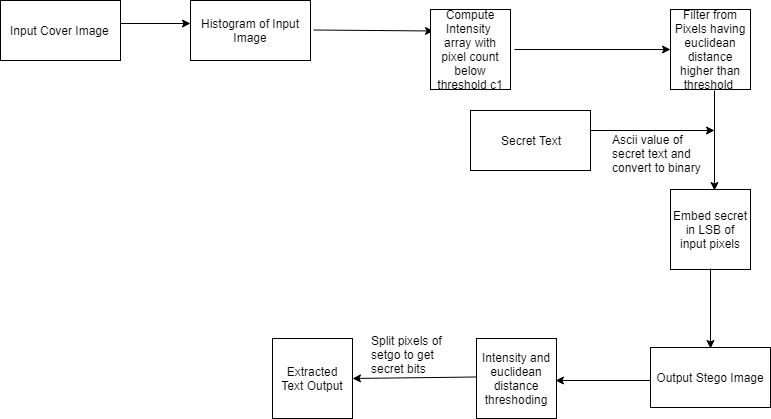 Input Cover Image
Histogram of Input
Image
Compute
Intensity
array with
pixel count
below
threshold c1
Filter from
Pixels having
euclidean
distance
higher than
threshold
Secret Text
Ascii value of
secret text and
convert to binary
Embed secret
in LSB of
input pixels
Output Stego Image
Intensity and
euclidean
distance
threshoding
Split pixels of
setgo to get
secret bits
Extracted
Text Output